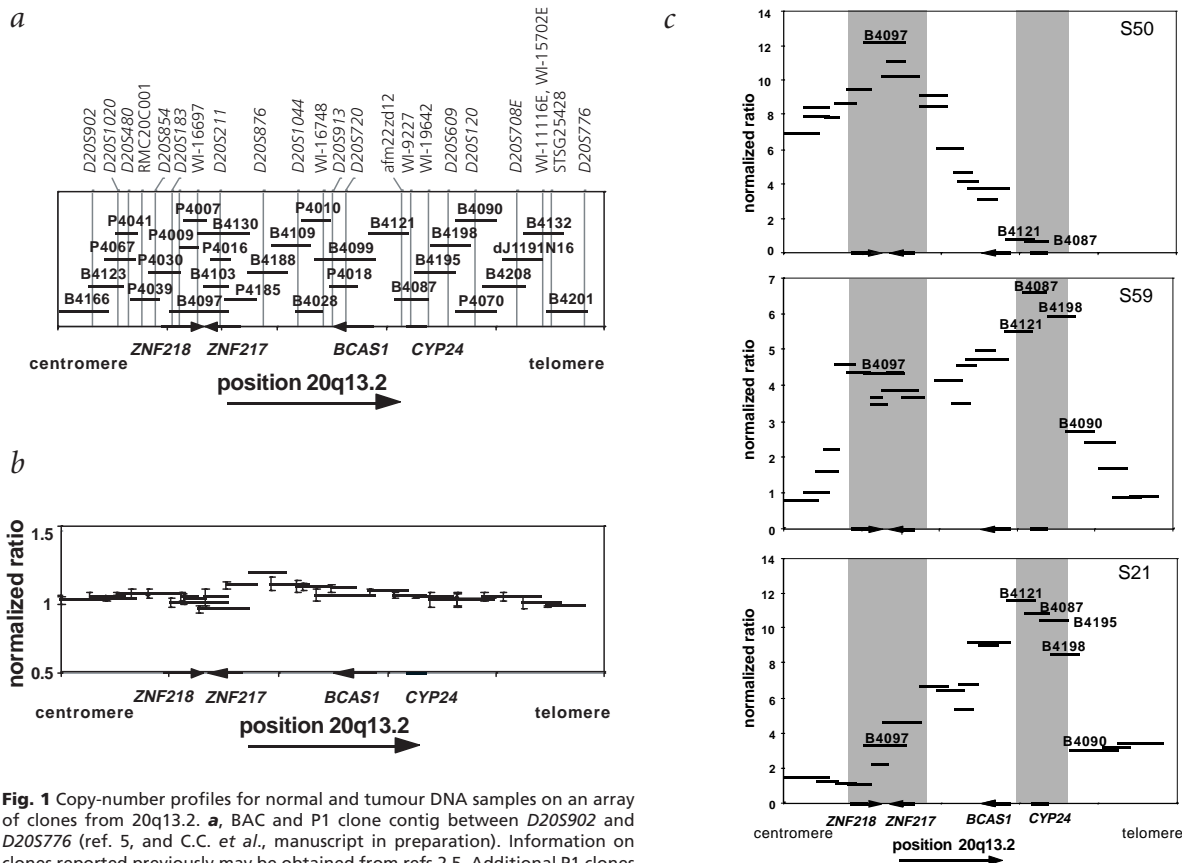 a
D20S902
D20S1020
D20S480
RMC20C001
D20S854
D20S183
WI-16697
D20S211
D20S876
D20S1044
WI-16748
D20S913
D20S720
afm22zd12
WI-9227
WI-19642
D20S609
D20S120
D20S708E
WI-11116E, WI-15702E
STSG25428
D20S776
P4007 P4010 B4090
P4041 B4130 B4121 B4132
P4009 B4109 B4198
P4067 P4016 B4099 dJ1191N16
P4030 B4188 B4195
B4123 B4103 P4018 B4208
P4039 P4185 B4087
B4166 B4097 B4028 P4070 B4201
ZNF218 ZNF217 BCAS1 CYP24
centromere telomere
position 20q13.2
b
normalized ratio
1.5
1
0.5
ZNF218 ZNF217 BCAS1 CYP24
centromere telomere
position 20q13.2
Fig. 1 Copy-number profiles for normal and tumour DNA samples on an array
of clones from 20q13.2. a, BAC and P1 clone contig between D20S902 and
D20S776 (ref. 5, and C.C. et al., manuscript in preparation). Information on
c
S50
normalized ratio
14
12
10
8
6
4
2
0
B4097
B4121
B4087
S59
normalized ratio
7
6
5
4
3
2
1
0
B4087
B4198
B4121
B4097
B4090
S21
normalized ratio
14
12
10
8
6
4
2
0
B4121
B4087
B4195
B4198
B4097
B4090
centromere ZNF218 ZNF217 BCAS1 CYP24 telomere
position 20q13.2